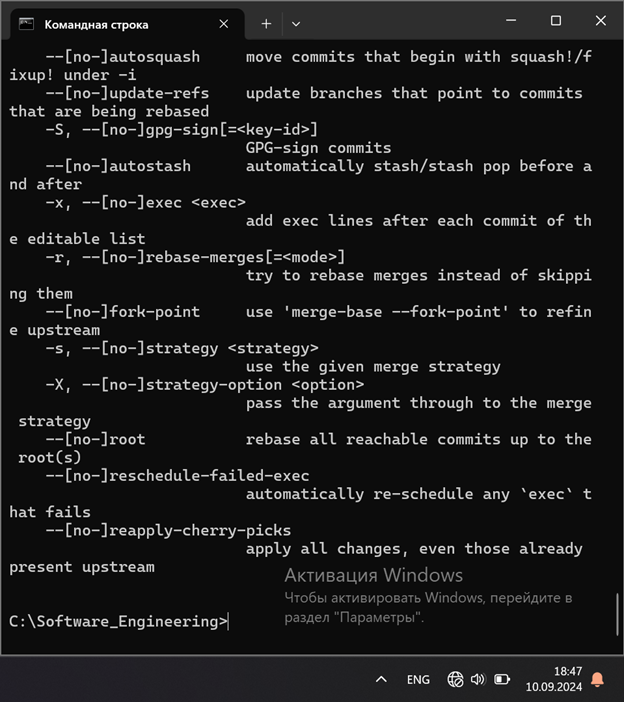 Командная строка
--[no-]autosquash     move commits that begin with squash!/f
ixup! under -i
--[no-]update-refs    update branches that point to commits
that are being rebased
-S, --[no-]gpg-sign[=<key-id>]
GPG-sign commits
--[no-]autostash      automatically stash/stash pop before a
nd after
-x, --[no-]exec <exec>
add exec lines after each commit of th
e editable list
-r, --[no-]rebase-merges[=<mode>]
try to rebase merges instead of skippi
ng them
--[no-]fork-point     use 'merge-base --fork-point' to refin
e upstream
-s, --[no-]strategy <strategy>
use the given merge strategy
-X, --[no-]strategy-option <option>
pass the argument through to the merge
strategy
--[no-]root           rebase all reachable commits up to the
root(s)
--[no-]reschedule-failed-exec
automatically re-schedule any `exec` t
hat fails
--[no-]reapply-cherry-picks
apply all changes, even those already
present upstream
Активация Windows
Чтобы активировать Windows, перейдите в
раздел "Параметры".
C:\Software_Engineering>
ENG
18:47
10.09.2024